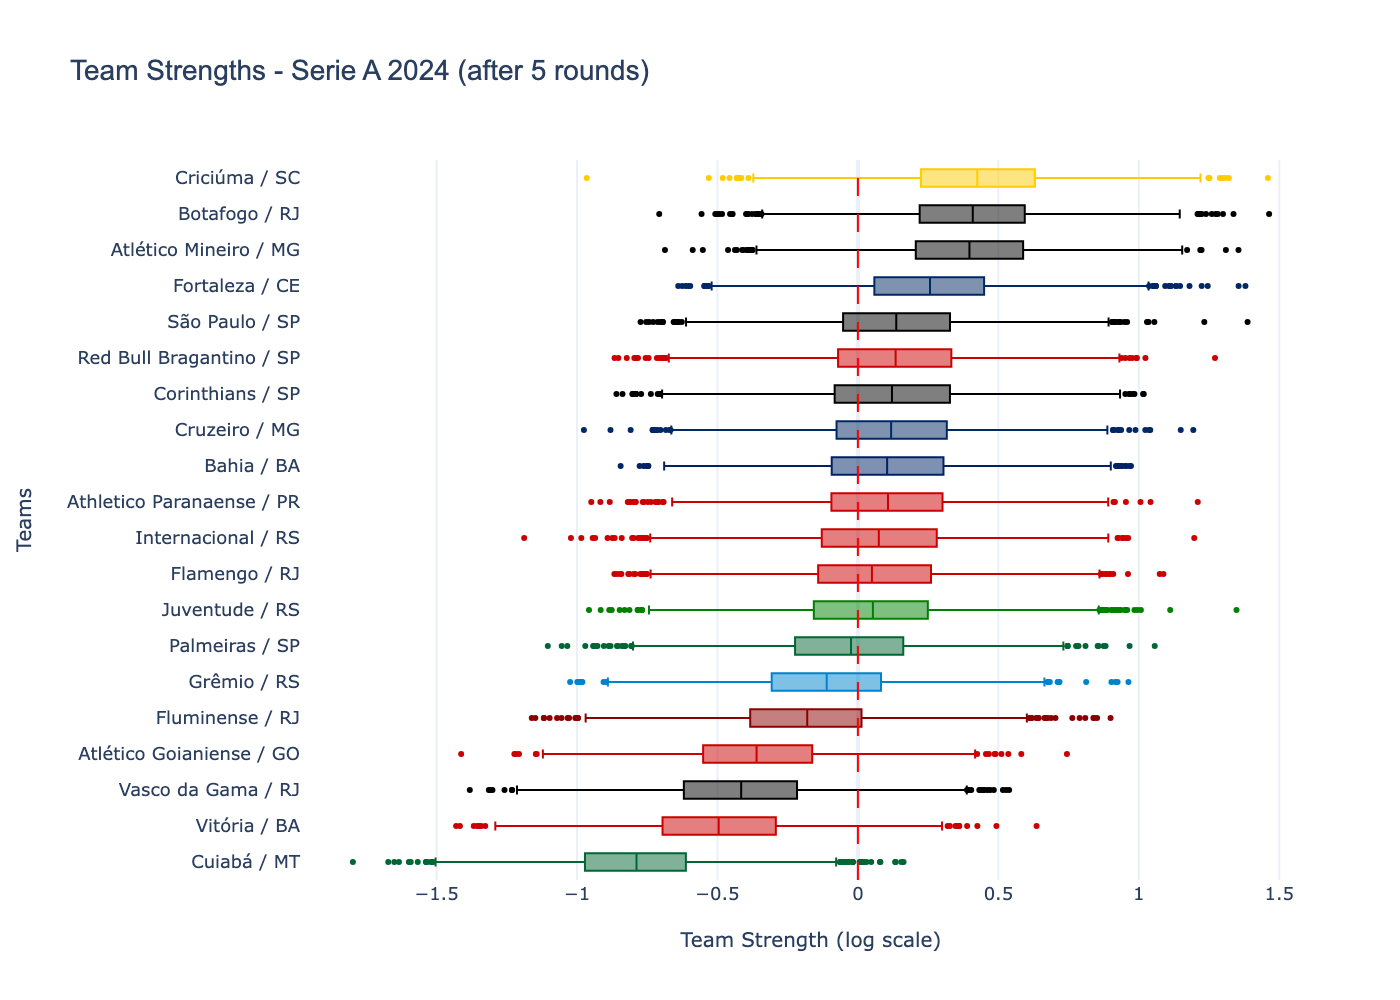 Team Strengths - Serie A 2024 (after 5 rounds)
Criciúma / SC
Botafogo / RJ
Atlético Mineiro / MG
Fortaleza / CE
São Paulo / SP
Red Bull Bragantino / SP
Corinthians / SP
Cruzeiro / MG
Bahia / BA
Athletico Paranaense / PR
Internacional / RS
Flamengo / RJ
Juventude / RS
Palmeiras / SP
Grêmio / RS
Fluminense / RJ
Atlético Goianiense / GO
Vasco da Gama / RJ
Vitória / BA
Cuiabá / MT
Teams
−1.5 −1 −0.5 0 0.5 1 1.5
Team Strength (log scale)